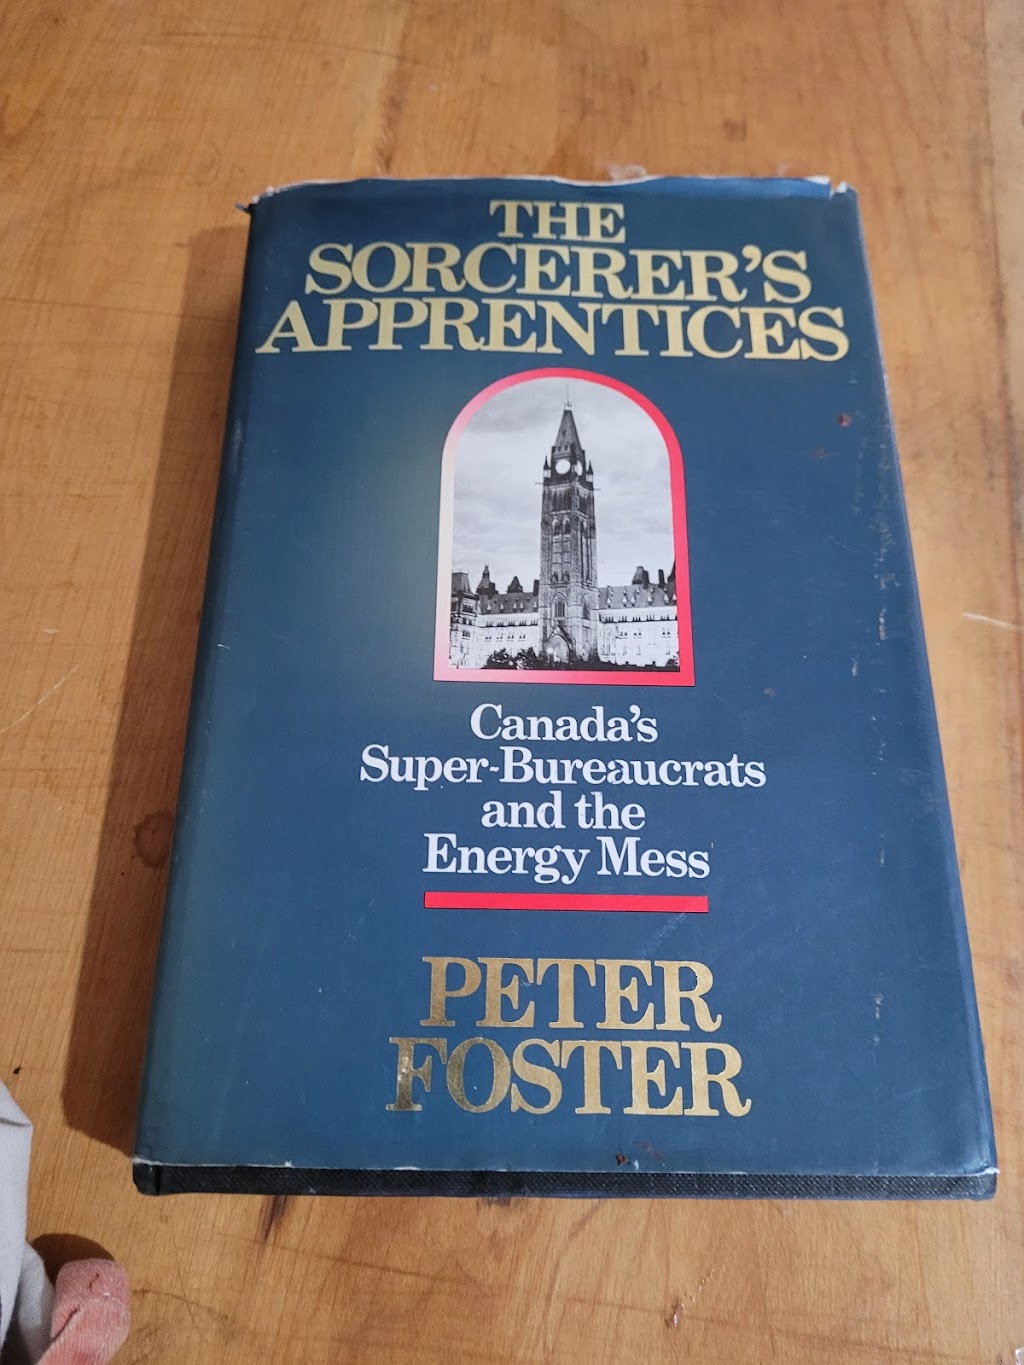 THE
SORCERER'S
APPRENTICES
Canada's
Super-Bureaucrats
and the
Energy Mess
PETER
FOSTER